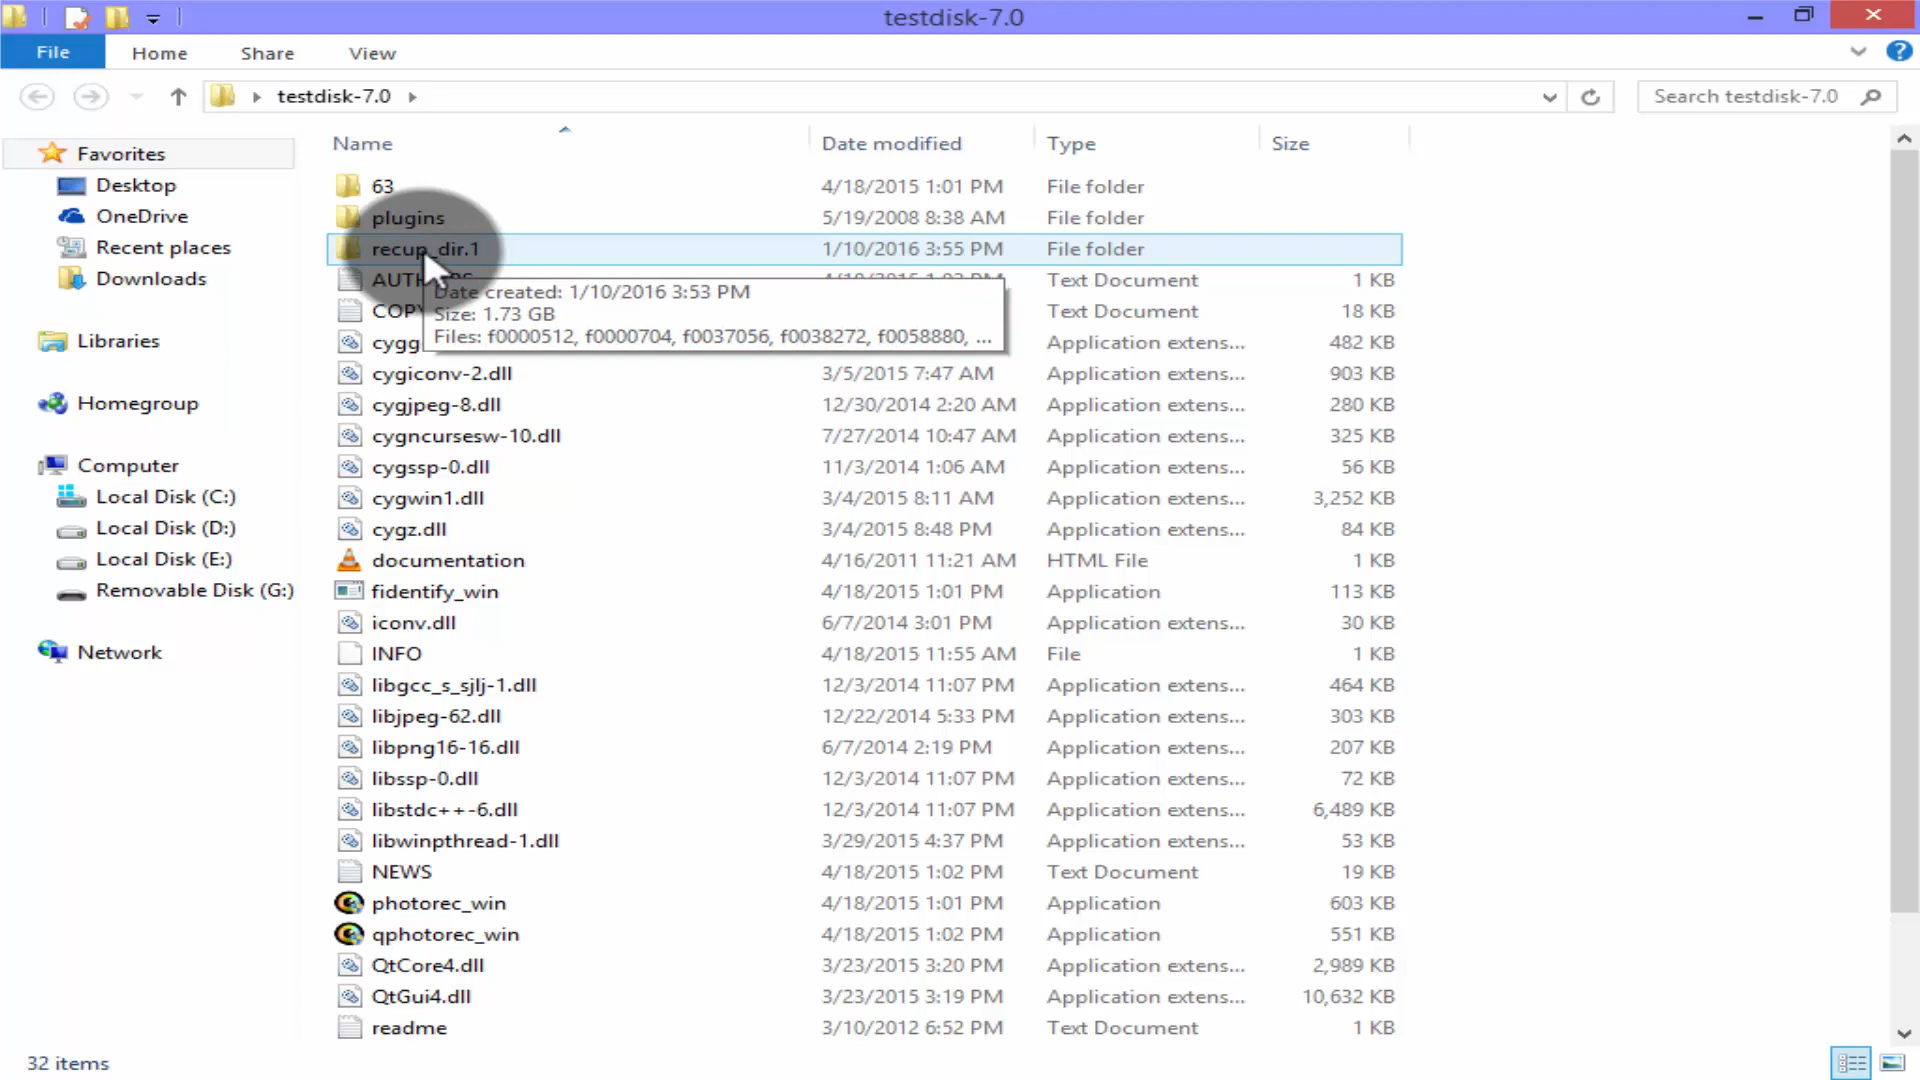 testdisk-7.0
File Home Share View
testdisk-7.0
Search testdisk-7.0
Name Date modified Type Size
Favorites
Desktop
OneDrive
Recent places
Downloads
Libraries
Homegroup
Computer
Local Disk (C:)
Local Disk (D:)
Local Disk (E:)
Removable Disk (G:)
Network
63 4/18/2015 1:01 PM File folder
plugins 5/19/2008 8:38 AM File folder
recup_dir.1 1/10/2016 3:55 PM File folder
Text Document 1 KB
Text Document 18 KB
Date created: 1/10/2016 3:53 PM
Size: 1.73 GB
Files: f0000512, f0000704, f0037056, f0038272, f0058880, ...
Application extens... 482 KB
cygiconv-2.dll 3/5/2015 7:47 AM Application extens... 903 KB
cygjpeg-8.dll 12/30/2014 2:20 AM Application extens... 280 KB
cygncursesw-10.dll 7/27/2014 10:47 AM Application extens... 325 KB
cygssp-0.dll 11/3/2014 1:06 AM Application extens... 56 KB
cygwin1.dll 3/4/2015 8:11 AM Application extens... 3,252 KB
cygz.dll 3/4/2015 8:48 PM Application extens... 84 KB
documentation 4/16/2011 11:21 AM HTML File 1 KB
fidentify_win 4/18/2015 1:01 PM Application 113 KB
iconv.dll 6/7/2014 3:01 PM Application extens... 30 KB
INFO 4/18/2015 11:55 AM File 1 KB
libgcc_s_sjlj-1.dll 12/3/2014 11:07 PM Application extens... 464 KB
libjpeg-62.dll 12/22/2014 5:33 PM Application extens... 303 KB
libpng16-16.dll 6/7/2014 2:19 PM Application extens... 207 KB
libssp-0.dll 12/3/2014 11:07 PM Application extens... 72 KB
libstdc++-6.dll 12/3/2014 11:07 PM Application extens... 6,489 KB
libwinpthread-1.dll 3/29/2015 4:37 PM Application extens... 53 KB
NEWS 4/18/2015 1:02 PM Text Document 19 KB
photorec_win 4/18/2015 1:01 PM Application 603 KB
qphotorec_win 4/18/2015 1:02 PM Application 551 KB
QtCore4.dll 3/23/2015 3:20 PM Application extens... 2,989 KB
QtGui4.dll 3/23/2015 3:19 PM Application extens... 10,632 KB
readme 3/10/2012 6:52 PM Text Document 1 KB
32 items